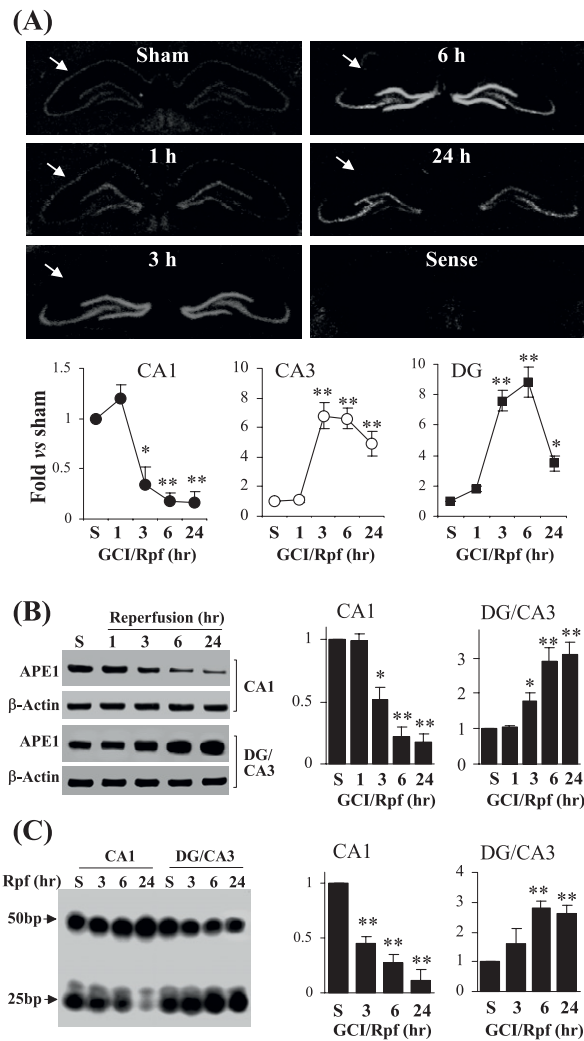 (A)
Sham
6 h
1 h
24 h
3 h
Sense
CA1
CA3
DG
Fold vs sham
1.5
1
0.5
0
10
8
6
4
2
0
10
8
6
4
2
0
*
**
**
**
**
**
**
**
*
S 1 3 6 24
S 1 3 6 24
S 1 3 6 24
GCI/Rpf (hr)
GCI/Rpf (hr)
GCI/Rpf (hr)
(B)
Reperfusion (hr)
S 1 3 6 24
APE1
β-Actin
CA1
APE1
β-Actin
DG/
CA3
CA1
1
0.5
0
*
**
**
S 1 3 6 24
GCI/Rpf (hr)
DG/CA3
3
2
1
0
*
**
**
S 1 3 6 24
GCI/Rpf (hr)
(C)
CA1
DG/CA3
Rpf (hr) S 3 6 24 S 3 6 24
50bp
25bp
CA1
1
0.5
0
**
**
**
S 3 6 24
GCI/Rpf (hr)
DG/CA3
4
3
2
1
0
**
**
S 3 6 24
GCI/Rpf (hr)